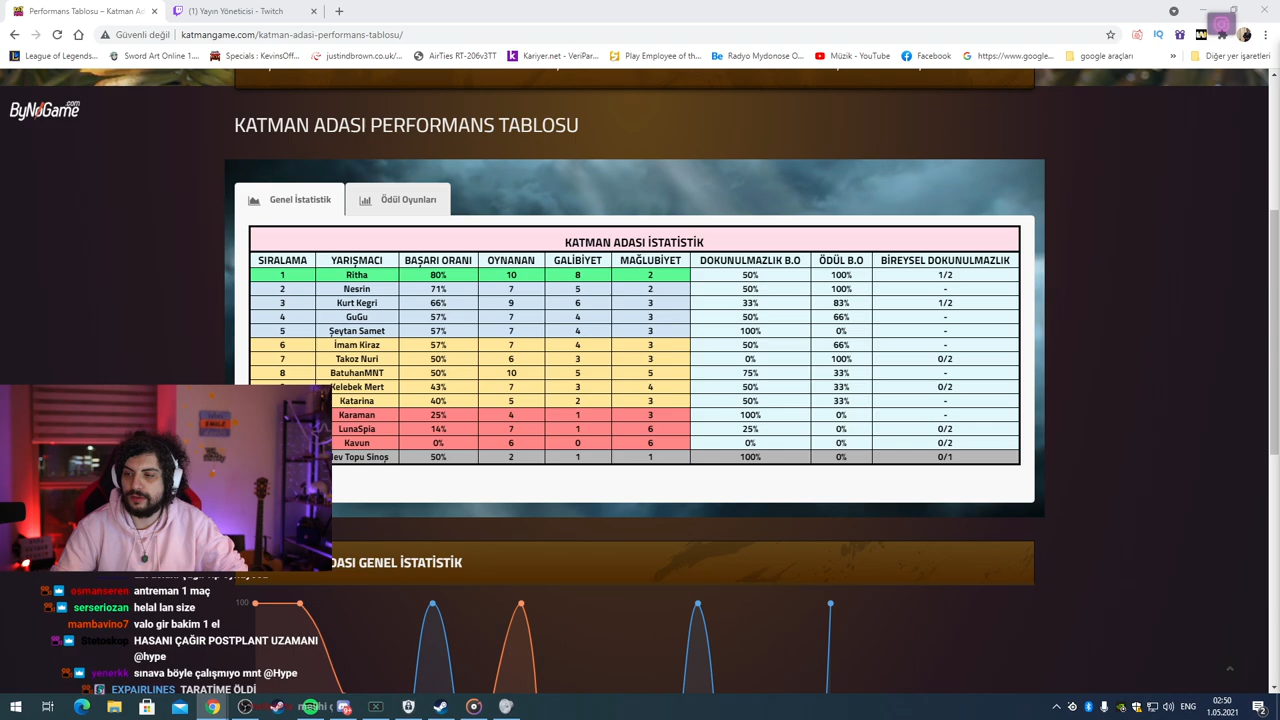 Performans Tablosu – Katman Ad
(1) Yayın Yöneticisi - Twitch
Güvenli değil
katmangame.com/katman-adasi-performans-tablosu/
League of Legends...
Sword Art Online 1....
Specials : KevinsOff...
justindbrown.co.uk/...
AirTies RT-206v3TT
Kariyer.net - VeriPar...
Play Employee of the...
Radyo Mydonose O...
Müzik - YouTube
Facebook
https://www.google...
google araçları
»
Diğer yer işaretleri
ByNoGame.com
KATMAN ADASI PERFORMANS TABLOSU
Genel İstatistik
Ödül Oyunları
KATMAN ADASI İSTATİSTİK
SIRALAMA YARIŞMACI BAŞARI ORANI OYNANAN GALİBİYET MAĞLUBİYET DOKUNULMAZLIK B.O ÖDÜL B.O BİREYSEL DOKUNULMAZLIK
1 Ritha 80% 10 8 2 50% 100% 1/2
2 Nesrin 71% 7 5 2 50% 100% -
3 Kurt Kegri 66% 9 6 3 33% 83% 1/2
4 GuGu 57% 7 4 3 50% 66% -
5 Şeytan Samet 57% 7 4 3 100% 0% -
6 İmam Kiraz 57% 7 4 3 50% 66% -
7 Takoz Nuri 50% 6 3 3 0% 100% 0/2
8 BatuhanMNT 50% 10 5 5 75% 33% -
Kelebek Mert 43% 7 3 4 50% 33% 0/2
Katarina 40% 5 2 3 50% 33% -
Karaman 25% 4 1 3 100% 0% -
LunaSpia 14% 7 1 6 25% 0% 0/2
Kavun 0% 6 0 6 0% 0% 0/2
ev Topu Sinoş 50% 2 1 1 100% 0% 0/1
DASI GENEL İSTATİSTİK
100
osmanseren antreman 1 maç
serseriozan helal lan size
mambavino7 valo gir bakim 1 el
Stetoskop HASANI ÇAĞIR POSTPLANT UZAMANI
@hype
yenerkk sınava böyle çalışmıyo mnt @Hype
EXPAIRLINES TARATİME ÖLDİ
ENG
02:50
1.05.2021